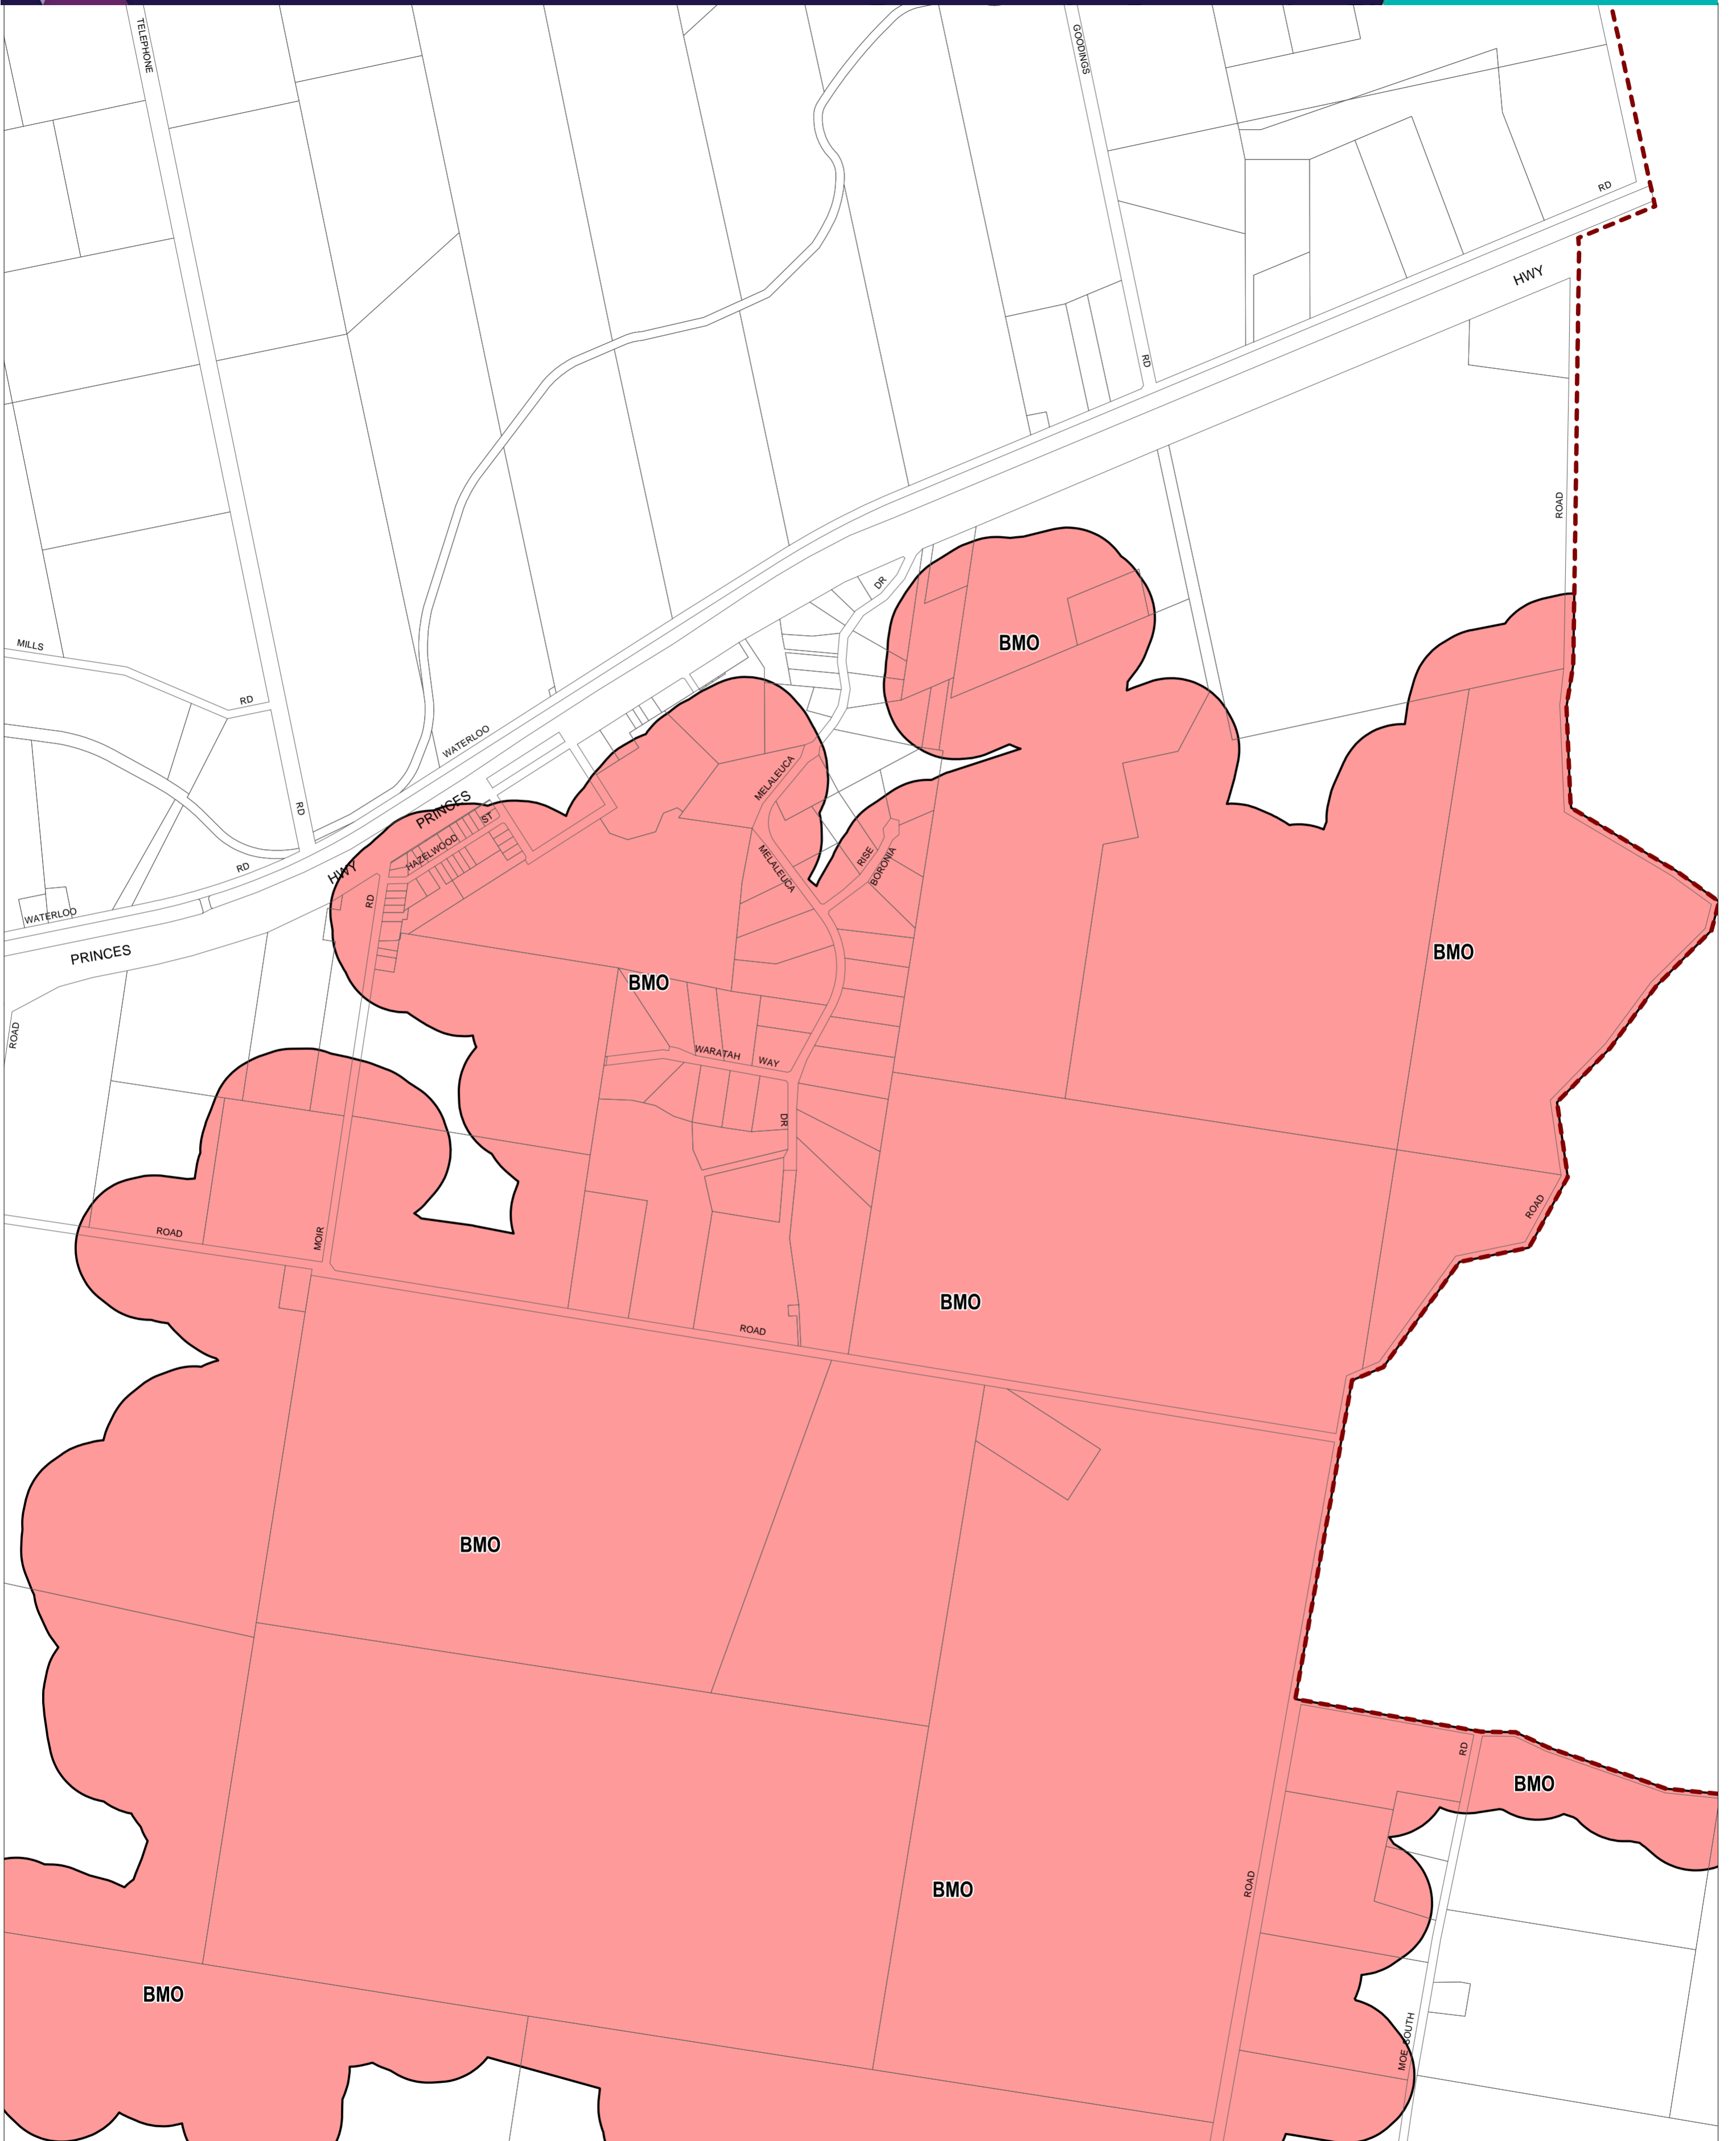 TELEPHONE
GOODINGS
RD
HWY
RD
ROAD
MILLS
RD
DR
BMO
WATERLOO
MELALEUCA
RD
PRINCES
ST
HAZELWOOD
HWY
RD
RD
MELALEUCA
RISE
BORONIA
WATERLOO
PRINCES
BMO
BMO
ROAD
WARATAH
WAY
DR
ROAD
ROAD
MOIR
BMO
ROAD
BMO
RD
BMO
BMO
ROAD
BMO
MOE SOUTH